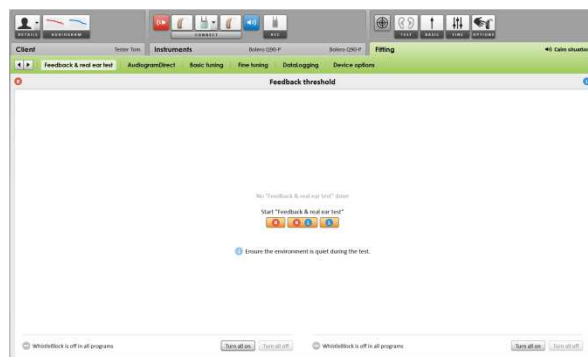 DETAILS
AUDIOGRAM
CONNECT
REC
TEST
BASIC
FINE
OPTIONS
Client
Tester Tom
Instruments
Bolero Q90-P
Bolero Q90-P
Fitting
Calm situation
Feedback & real ear test
AudiogramDirect
Basic tuning
Fine tuning
DataLogging
Device options
R
Feedback threshold
L
No "Feedback & real ear test" done
Start "Feedback & real ear test"
R
R L
L
Ensure the environment is quiet during the test.
WhistleBlock is off in all programs
Turn all on
Turn all off
WhistleBlock is off in all programs
Turn all on
Turn all off